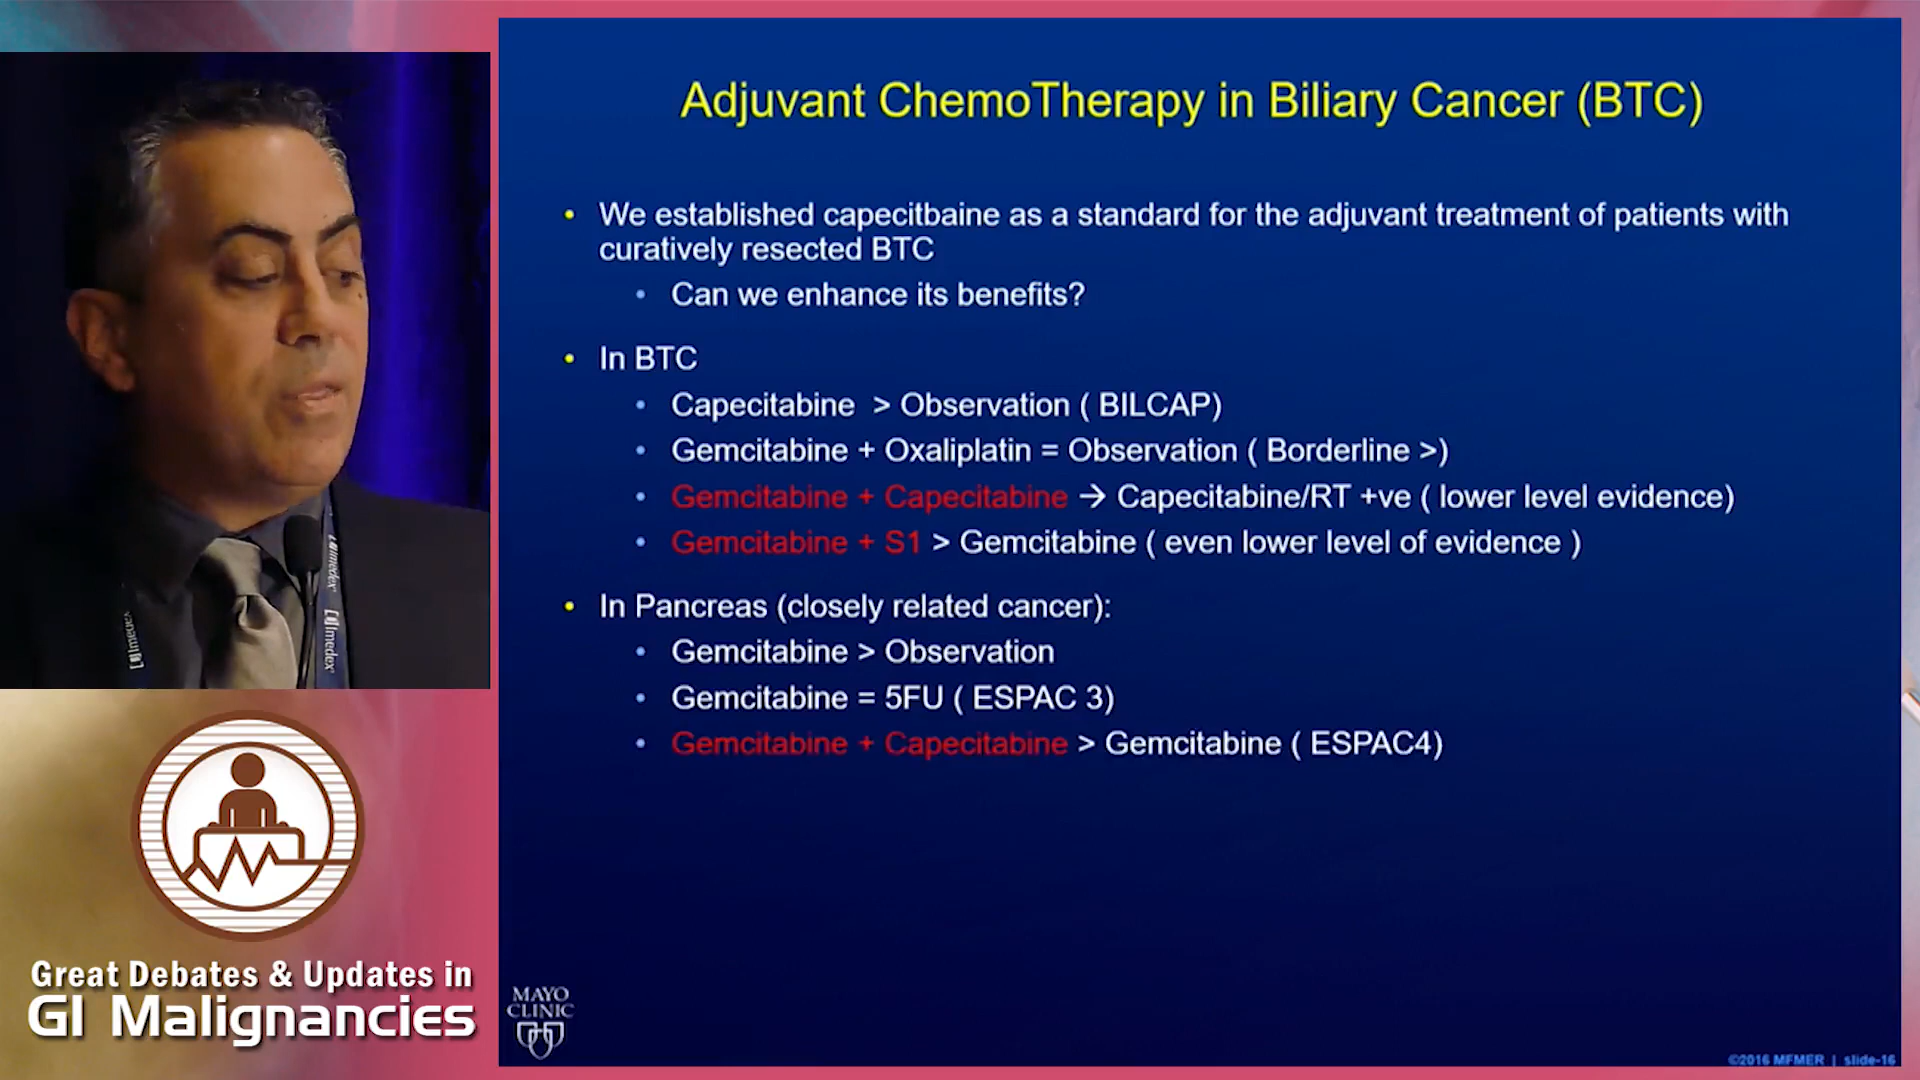 Adjuvant ChemoTherapy in Biliary Cancer (BTC)
• We established capecitbaine as a standard for the adjuvant treatment of patients with
curatively resected BTC
• Can we enhance its benefits?
• In BTC
• Capecitabine > Observation ( BILCAP)
• Gemcitabine + Oxaliplatin = Observation ( Borderline >)
• Gemcitabine + Capecitabine → Capecitabine/RT +ve ( lower level evidence)
• Gemcitabine + S1 > Gemcitabine ( even lower level of evidence )
• In Pancreas (closely related cancer):
• Gemcitabine > Observation
• Gemcitabine = 5FU ( ESPAC 3)
• Gemcitabine + Capecitabine > Gemcitabine ( ESPAC4)
MAYO
CLINIC
©2016 MFMER | slide-16
Imedex
Imedex
Imedex
Great Debates & Updates in
GI Malignancies